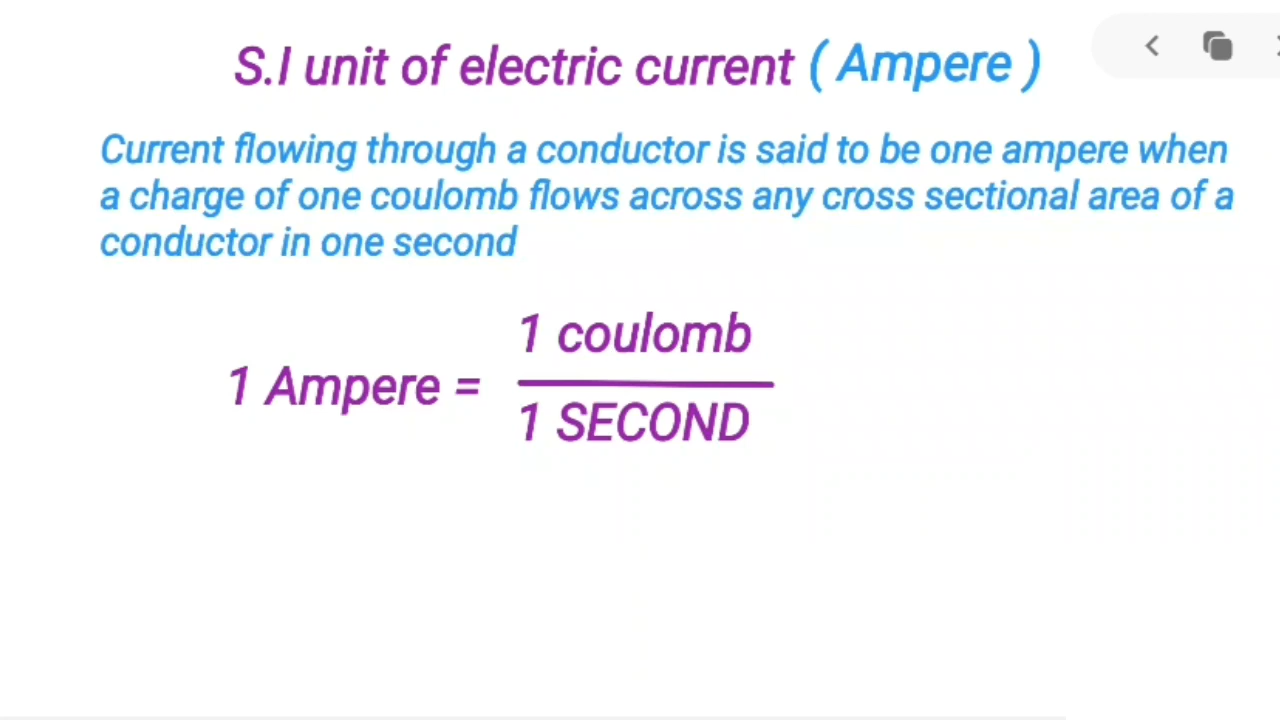 S.I unit of electric current ( Ampere )
Current flowing through a conductor is said to be one ampere when
a charge of one coulomb flows across any cross sectional area of a
conductor in one second
1 coulomb
1 Ampere =
1 SECOND